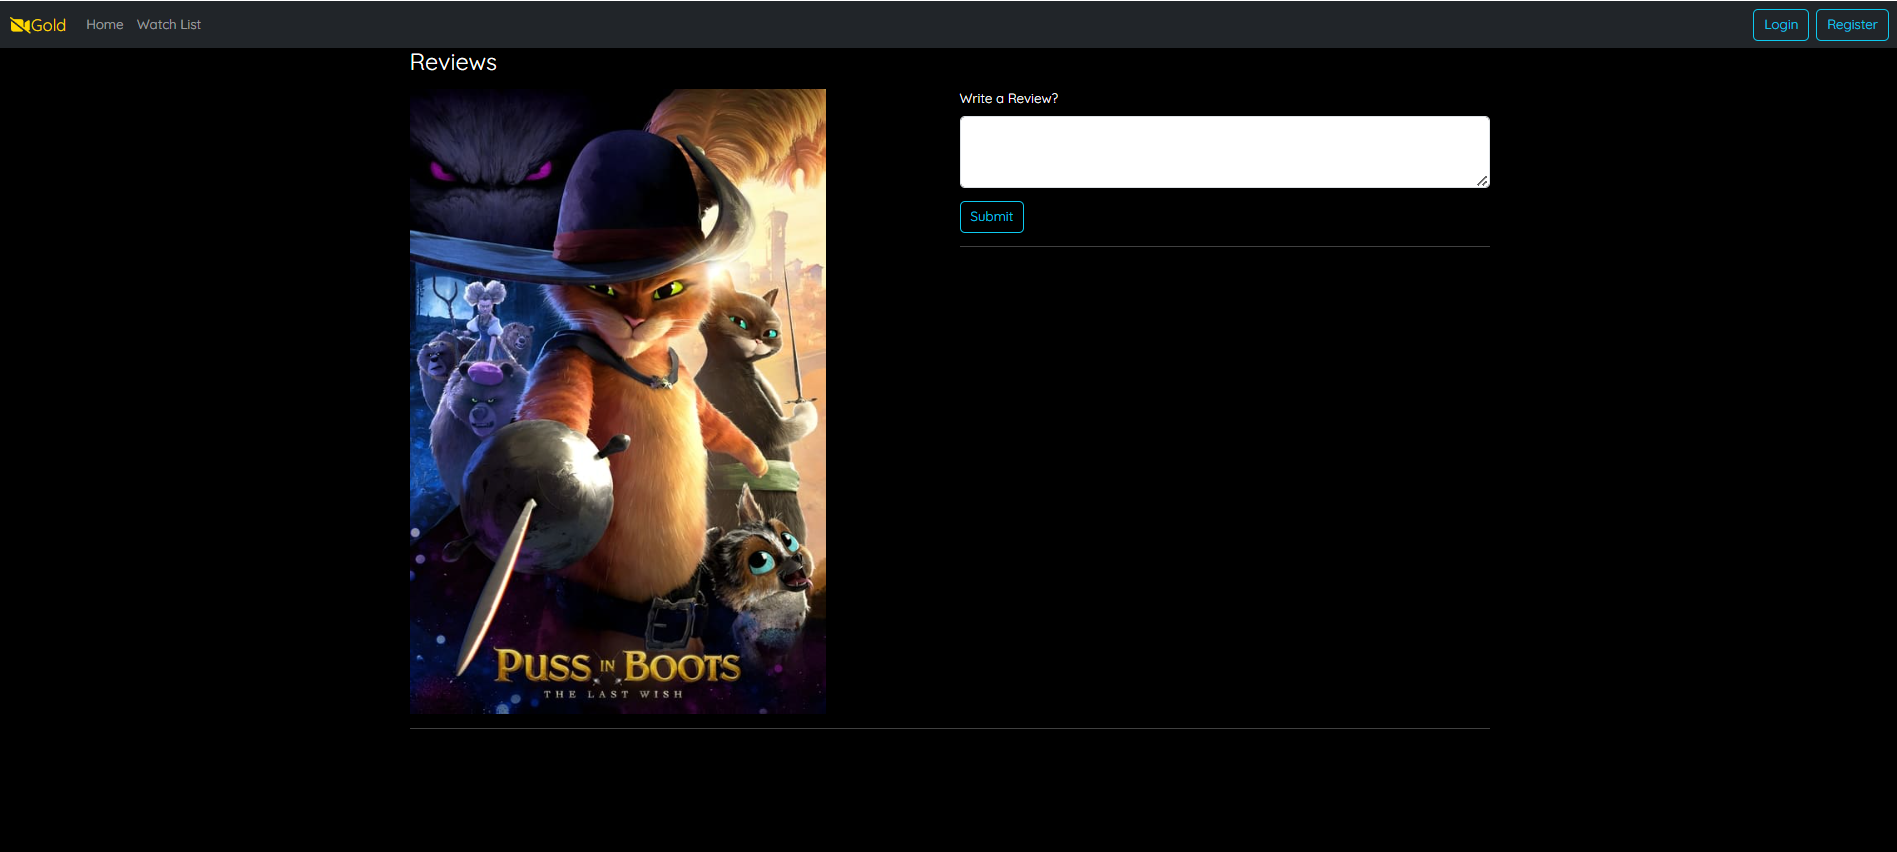 Gold Home Watch List Login Register
Reviews
Write a Review?
Submit
PUSS IN BOOTS
THE LAST WISH